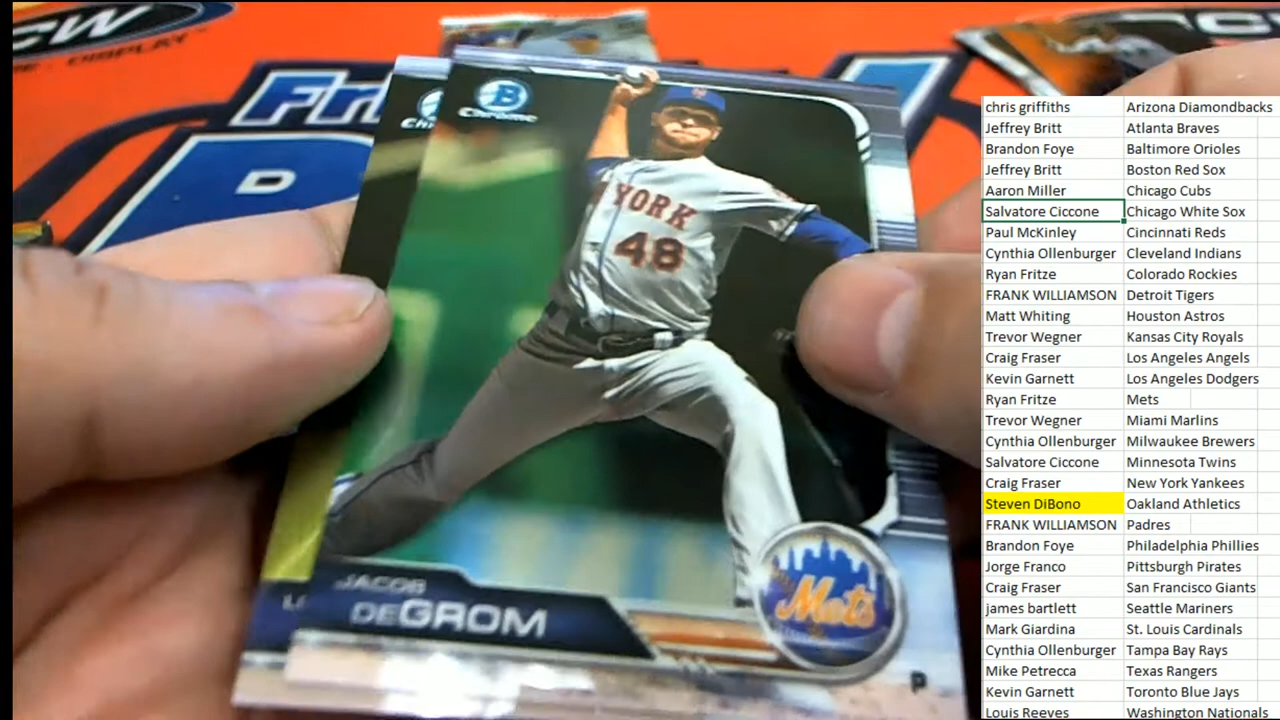 CW
DISPLAY
Fri
D
B
Chrome
Ch
YORK
48
JACOB
DEGROM
Mets
P
chris griffiths Arizona Diamondbacks
Jeffrey Britt Atlanta Braves
Brandon Foye Baltimore Orioles
Jeffrey Britt Boston Red Sox
Aaron Miller Chicago Cubs
Salvatore Ciccone Chicago White Sox
Paul McKinley Cincinnati Reds
Cynthia Ollenburger Cleveland Indians
Ryan Fritze Colorado Rockies
FRANK WILLIAMSON Detroit Tigers
Matt Whiting Houston Astros
Trevor Wegner Kansas City Royals
Craig Fraser Los Angeles Angels
Kevin Garnett Los Angeles Dodgers
Ryan Fritze Mets
Trevor Wegner Miami Marlins
Cynthia Ollenburger Milwaukee Brewers
Salvatore Ciccone Minnesota Twins
Craig Fraser New York Yankees
Steven DiBono Oakland Athletics
FRANK WILLIAMSON Padres
Brandon Foye Philadelphia Phillies
Jorge Franco Pittsburgh Pirates
Craig Fraser San Francisco Giants
james bartlett Seattle Mariners
Mark Giardina St. Louis Cardinals
Cynthia Ollenburger Tampa Bay Rays
Mike Petrecca Texas Rangers
Kevin Garnett Toronto Blue Jays
Louis Reeves Washington Nationals